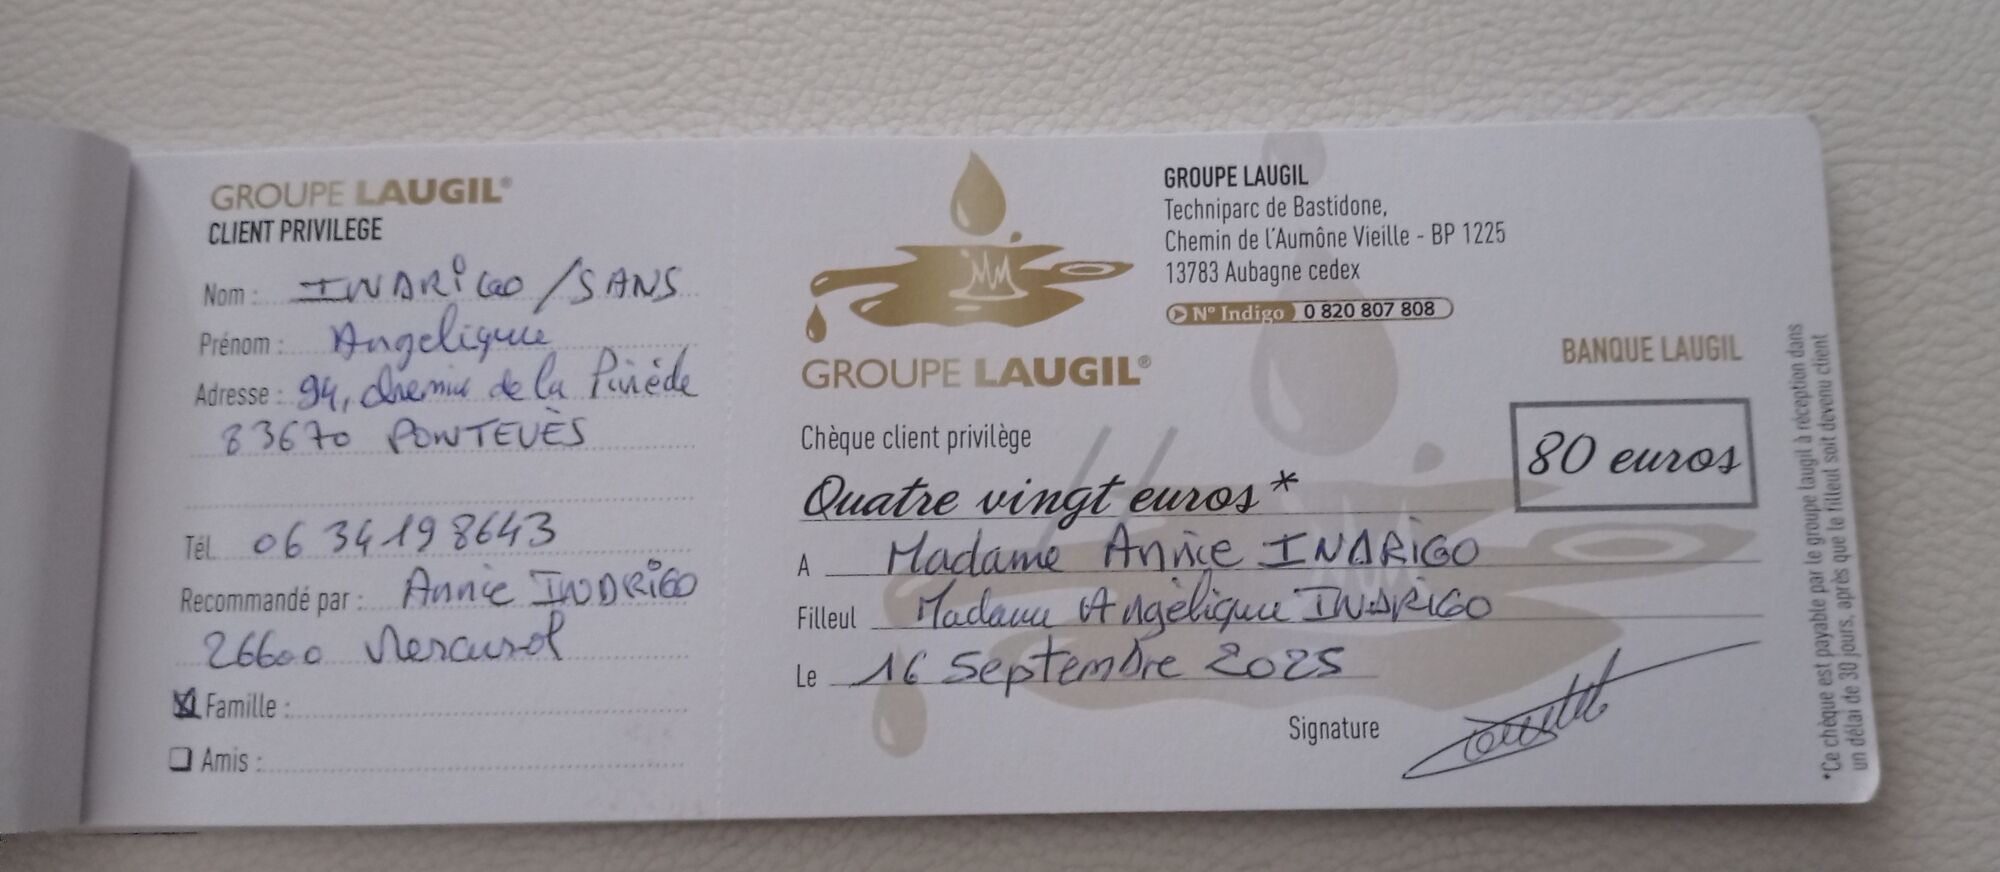 GROUPE LAUGIL®
CLIENT PRIVILEGE
Nom : INDRIGO / SANS
Prénom : Angelique
Adresse : 94, chemin de la Pinède
83670 PONTEVÈS
Tél. 06 34 19 86 43
Recommandé par : Annie INDRIGO
26600 Mercurol
Famille :
Amis :
MM
GROUPE LAUGIL®
GROUPE LAUGIL
Techniparc de Bastidone,
Chemin de l'Aumône Vieille - BP 1225
13783 Aubagne cedex
N° Indigo 0 820 807 808
BANQUE LAUGIL
Chèque client privilège
80 euros
Quatre vingt euros*
A Madame Annie INDRIGO
Filleul Madame Angèlique INDRIGO
Le 16 Septembre 2025
Signature
*Ce chèque est payable par le groupe laugil à réception dans
un délai de 30 jours, après que le filleul soit devenu client